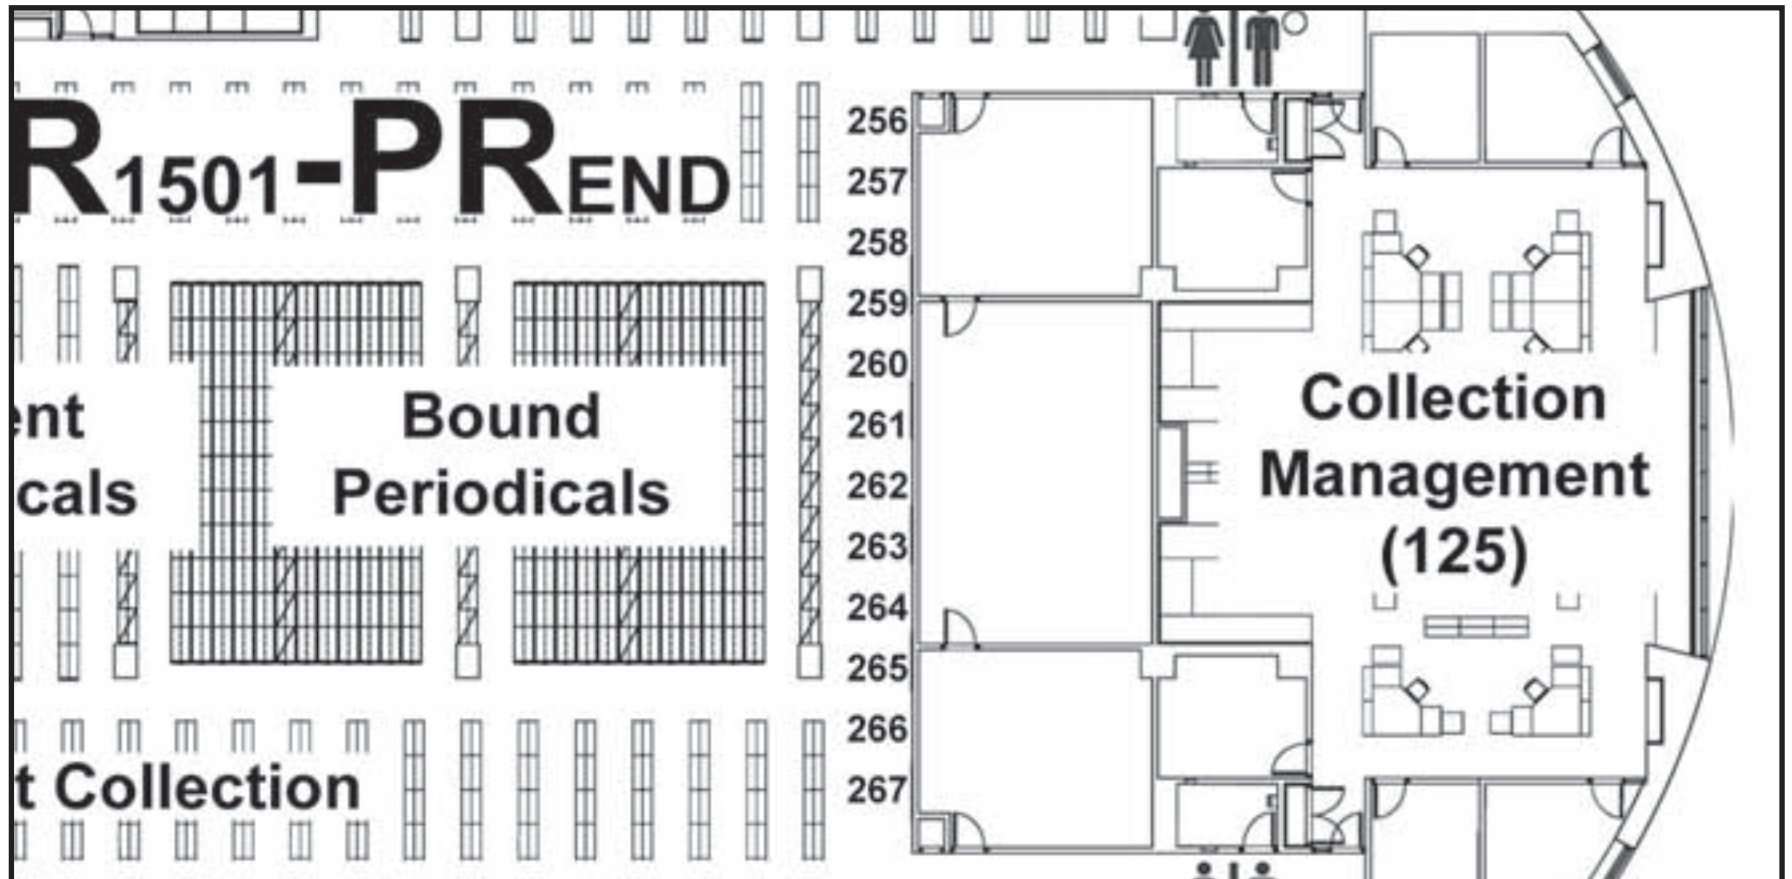 R1501-PREND
256
257
258
259
260
261
262
263
264
265
266
267
ent
cals
Bound
Periodicals
Collection
Management
(125)
t Collection